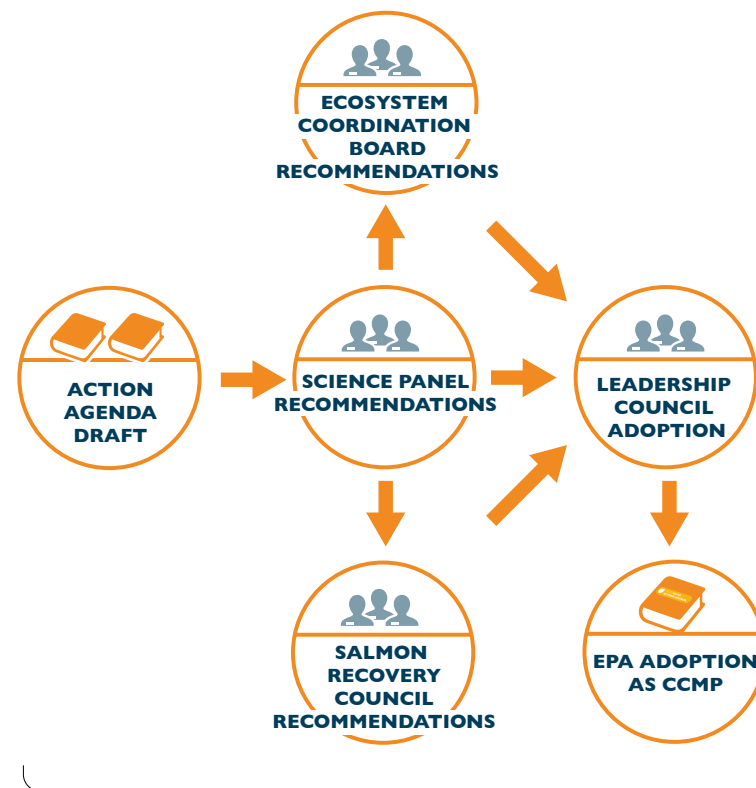 ECOSYSTEM
COORDINATION
BOARD
RECOMMENDATIONS
ACTION
AGENDA
DRAFT
SCIENCE PANEL
RECOMMENDATIONS
LEADERSHIP
COUNCIL
ADOPTION
SALMON
RECOVERY
COUNCIL
RECOMMENDATIONS
EPA ADOPTION
AS CCMP